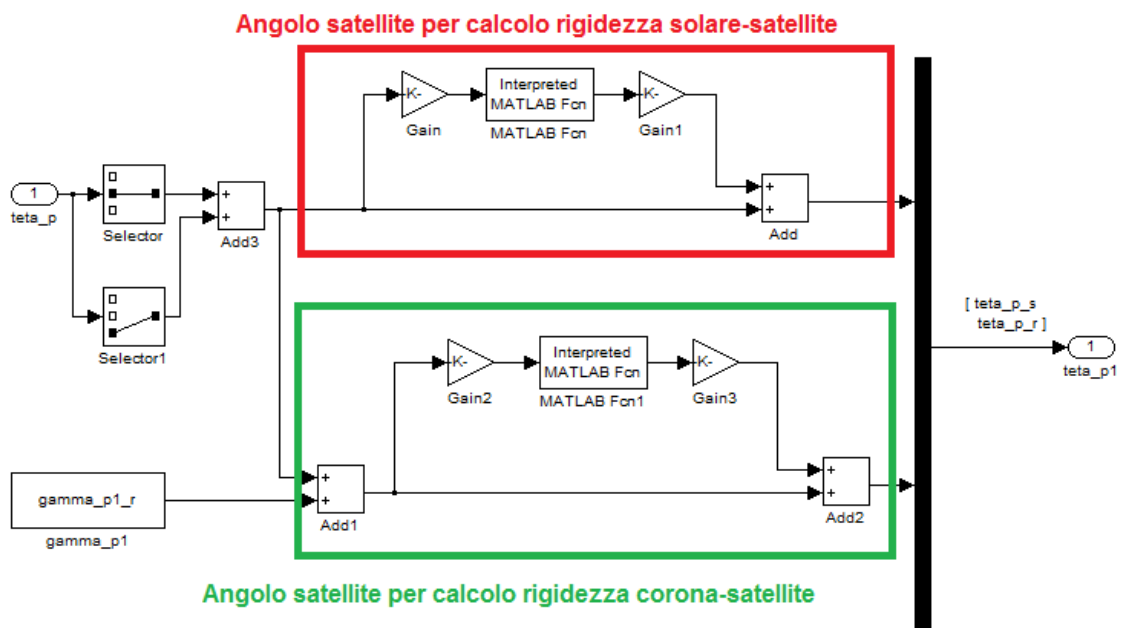 Angolo satellite per calcolo rigidezza solare-satellite
K-
Gain
Interpreted
MATLAB Fcn
MATLAB Fcn
K-
Gain1
1
teta_p
Selector
+
+
Add3
+
+
Add
Selector1
[ teta_p_s
teta_p_r ]
1
teta_p1
K-
Gain2
Interpreted
MATLAB Fcn
MATLAB Fcn1
K-
Gain3
gamma_p1_r
gamma_p1
+
+
Add1
+
+
Add2
Angolo satellite per calcolo rigidezza corona-satellite